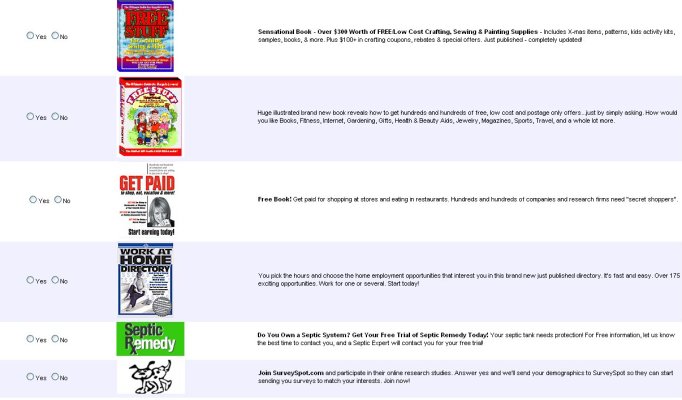 Yes No
FREE
STUFF
Sensational Book - Over $300 Worth of FREE/Low Cost Crafting, Sewing & Painting Supplies - Includes X-mas items, patterns, kids activity kits,
samples, books, & more. Plus $100+ in crafting coupons, rebates & special offers. Just published - completely updated!
Yes No
FREE STUFF
Huge illustrated brand new book reveals how to get hundreds and hundreds of free, low cost and postage only offers...just by simply asking. How would
you like Books, Fitness, Internet, Gardening, Gifts, Health & Beauty Aids, Jewelry, Magazines, Sports, Travel, and a whole lot more.
Yes No
GET PAID
to shop, eat, vacation & more!
Start earning today!
Free Book! Get paid for shopping at stores and eating in restaurants. Hundreds and hundreds of companies and research firms need "secret shoppers".
Yes No
WORK AT
HOME
DIRECTORY
You pick the hours and choose the home employment opportunities that interest you in this brand new just published directory. It's fast and easy. Over 175
exciting opportunities. Work for one or several. Start today!
Yes No
Septic
Remedy
Do You Own a Septic System? Get Your Free Trial of Septic Remedy Today! Your septic tank needs protection! For Free information, let us know
the best time to contact you, and a Septic Expert will contact you for your free trial!
Yes No
Join SurveySpot.com and participate in their online research studies. Answer yes and we'll send your demographics to SurveySpot so they can start
sending you surveys to match your interests. Join now!